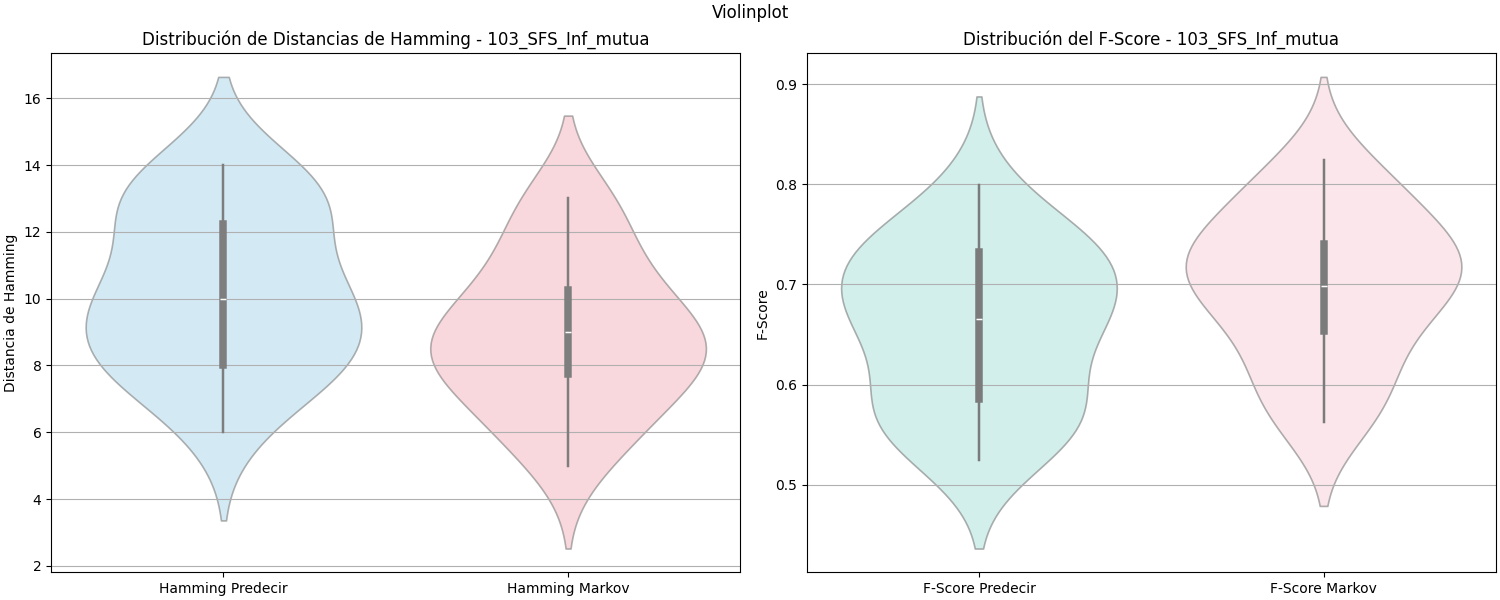 Violinplot
Distribución de Distancias de Hamming - 103_SFS_Inf_mutua
Distancia de Hamming
16
14
12
10
8
6
4
2
Hamming Predecir
Hamming Markov
Distribución del F-Score - 103_SFS_Inf_mutua
F-Score
0.9
0.8
0.7
0.6
0.5
F-Score Predecir
F-Score Markov